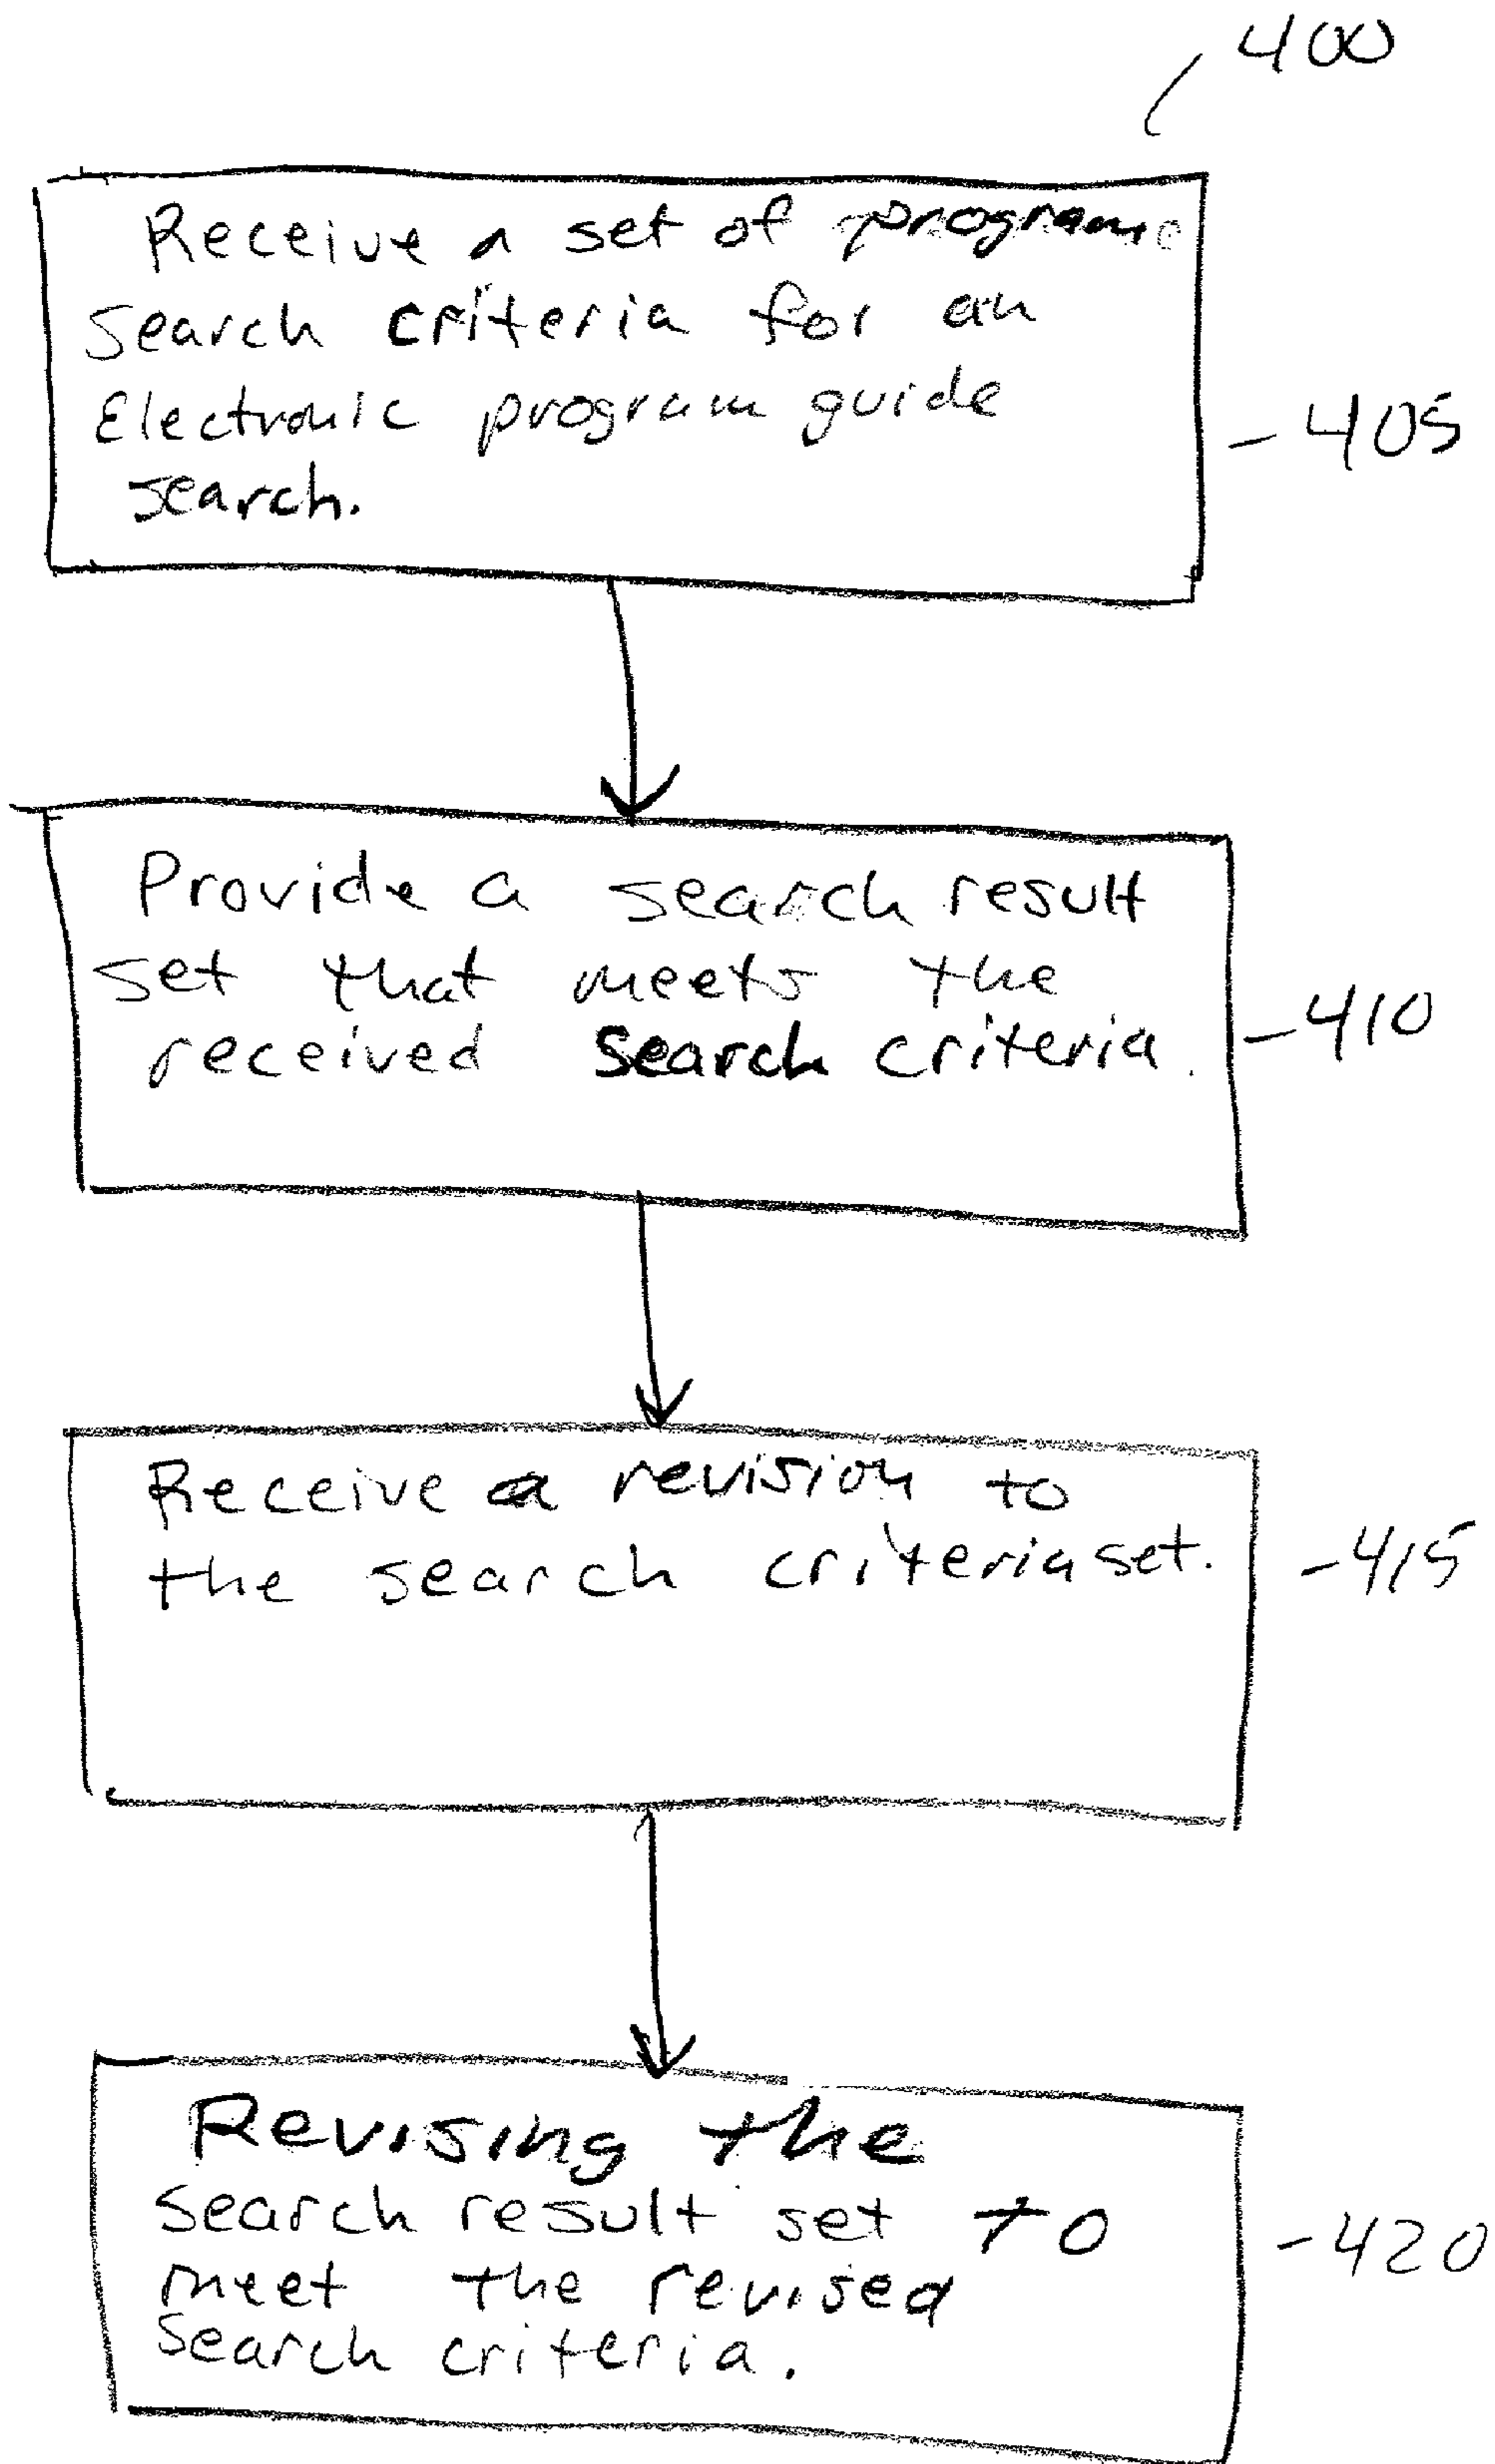 400
Receive a set of program
search criteria for an
Electronic program guide
search.
- 405
Provide a search result
set that meets the
received search criteria.
- 410
Receive a revision to
the search criteria set.
- 415
Revising the
search result set to
meet the revised
search criteria.
- 420